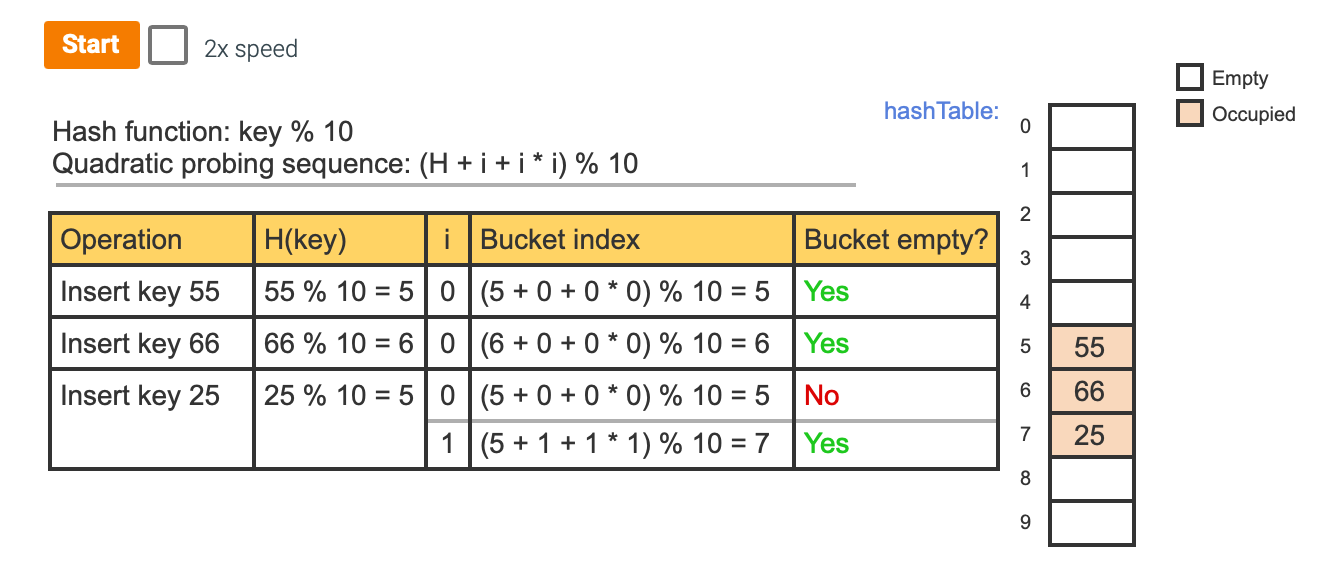 Start
2x speed
Empty
Occupied
hashTable:
Hash function: key % 10
Quadratic probing sequence: (H + i + i * i) % 10
Operation H(key) i Bucket index Bucket empty?
Insert key 55 55 % 10 = 5 0 (5 + 0 + 0 * 0) % 10 = 5 Yes
Insert key 66 66 % 10 = 6 0 (6 + 0 + 0 * 0) % 10 = 6 Yes
Insert key 25 25 % 10 = 5 0 (5 + 0 + 0 * 0) % 10 = 5 No
1 (5 + 1 + 1 * 1) % 10 = 7 Yes
0
1
2
3
4
5 55
6 66
7 25
8
9